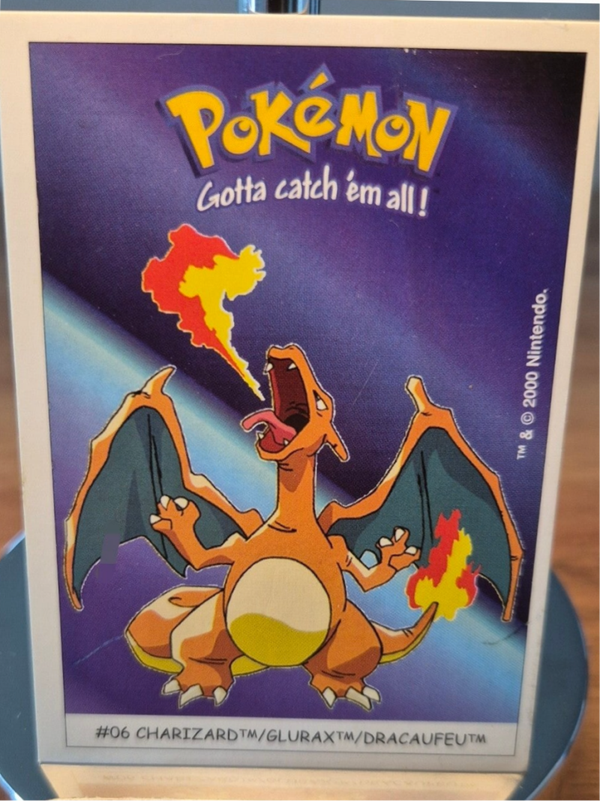 POKéMON
Gotta catch 'em all!
TM & © 2000 Nintendo.
#06 CHARIZARD™/GLURAX™/DRACAUFEU™